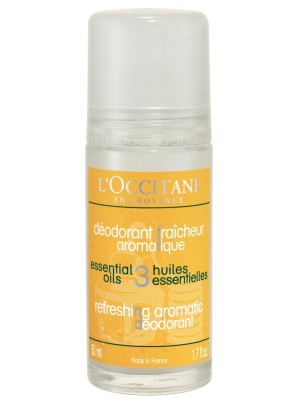 L'OCCITANE
EN PROVENCE
déodorant fraîcheur
aromatique
essential 3 huiles
oils essentielles
refreshing aromatic
deodorant
50 ml 1.7 fl.oz.
Made in France